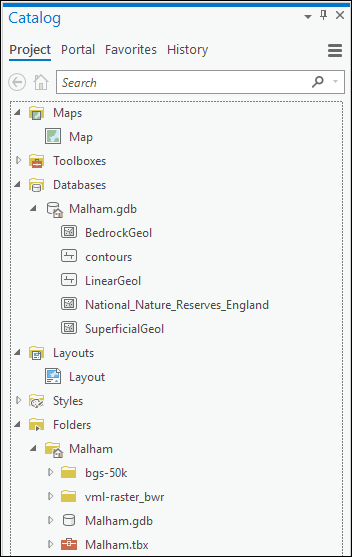 Catalog
Project Portal Favorites History
Search
Maps
Map
Toolboxes
Databases
Malham.gdb
BedrockGeol
contours
LinearGeol
National_Nature_Reserves_England
SuperficialGeol
Layouts
Layout
Styles
Folders
Malham
bgs-50k
vml-raster_bwr
Malham.gdb
Malham.tbx